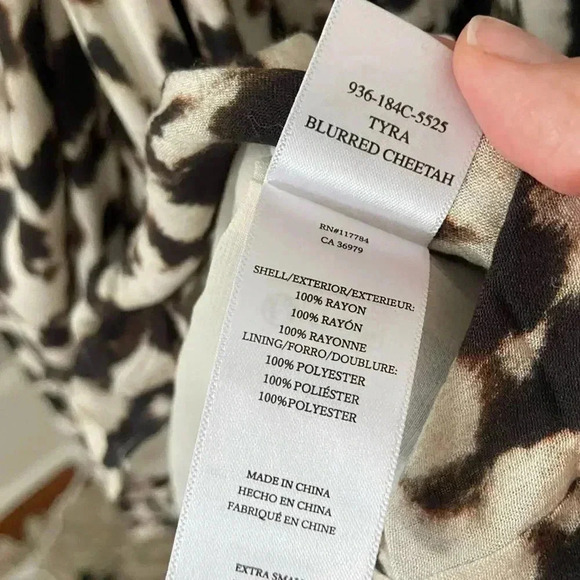 936-184C-5525
TYRA
BLURRED CHEETAH
RN#117784
CA 36979
SHELL/EXTERIOR/EXTERIEUR:
100% RAYON
100% RAYÓN
100% RAYONNE
LINING/FORRO/DOUBLURE:
100% POLYESTER
100% POLIÉSTER
100%POLYESTER
MADE IN CHINA
HECHO EN CHINA
FABRIQUÉ EN CHINE
EXTRA